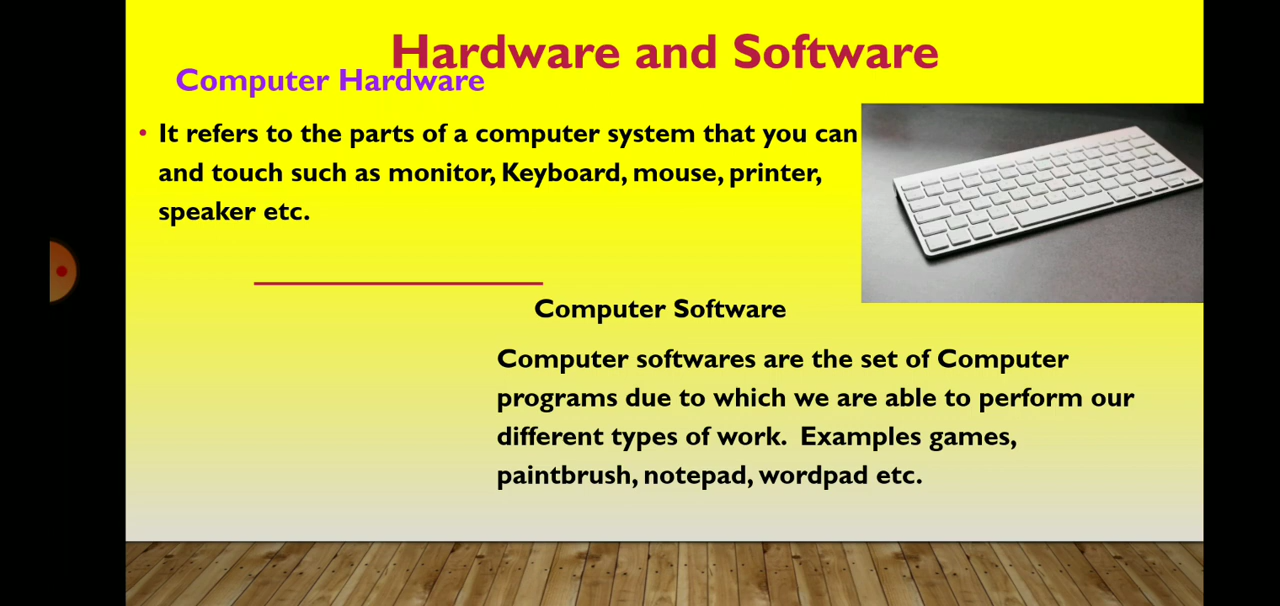 Hardware and Software
Computer Hardware
• It refers to the parts of a computer system that you can
and touch such as monitor, Keyboard, mouse, printer,
speaker etc.
Computer Software
Computer softwares are the set of Computer
programs due to which we are able to perform our
different types of work. Examples games,
paintbrush, notepad, wordpad etc.